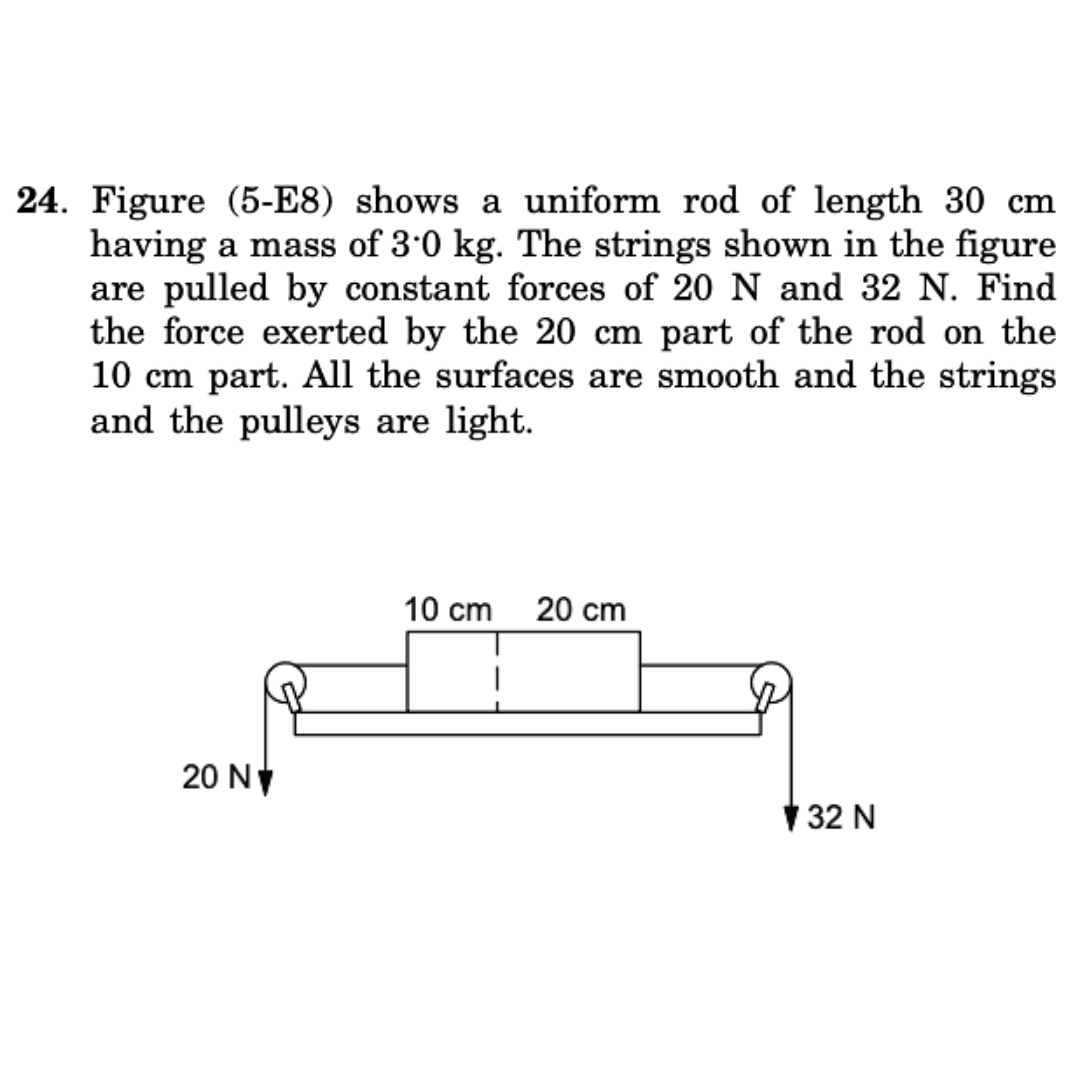 24. Figure (5-E8) shows a uniform rod of length 30 cm
having a mass of 3·0 kg. The strings shown in the figure
are pulled by constant forces of 20 N and 32 N. Find
the force exerted by the 20 cm part of the rod on the
10 cm part. All the surfaces are smooth and the strings
and the pulleys are light.
10 cm 20 cm
20 N
32 N